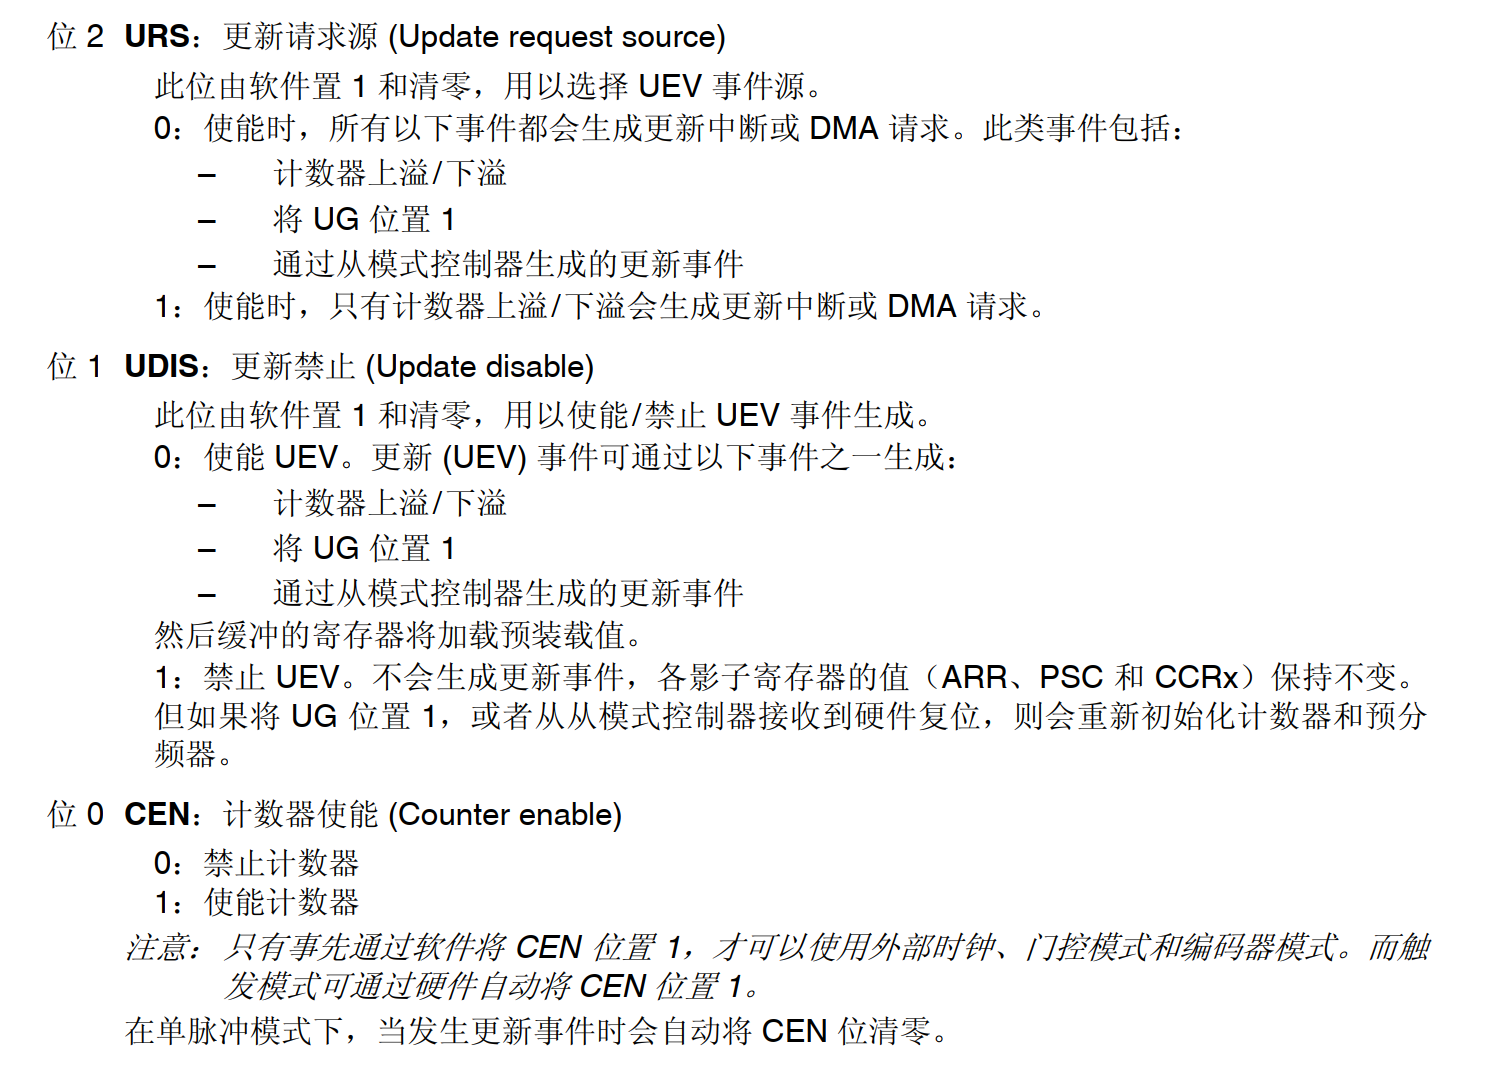 位 2 URS：更新请求源 (Update request source)
此位由软件置 1 和清零，用以选择 UEV 事件源。
0：使能时，所有以下事件都会生成更新中断或 DMA 请求。此类事件包括：
– 计数器上溢/下溢
– 将 UG 位置 1
– 通过从模式控制器生成的更新事件
1：使能时，只有计数器上溢/下溢会生成更新中断或 DMA 请求。
位 1 UDIS：更新禁止 (Update disable)
此位由软件置 1 和清零，用以使能/禁止 UEV 事件生成。
0：使能 UEV。更新 (UEV) 事件可通过以下事件之一生成：
– 计数器上溢/下溢
– 将 UG 位置 1
– 通过从模式控制器生成的更新事件
然后缓冲的寄存器将加载预装载值。
1：禁止 UEV。不会生成更新事件，各影子寄存器的值（ARR、PSC 和 CCRx）保持不变。
但如果将 UG 位置 1，或者从从模式控制器接收到硬件复位，则会重新初始化计数器和预分
频器。
位 0 CEN：计数器使能 (Counter enable)
0：禁止计数器
1：使能计数器
注意：只有事先通过软件将 CEN 位置 1，才可以使用外部时钟、门控模式和编码器模式。而触
发模式可通过硬件自动将 CEN 位置 1。
在单脉冲模式下，当发生更新事件时会自动将 CEN 位清零。